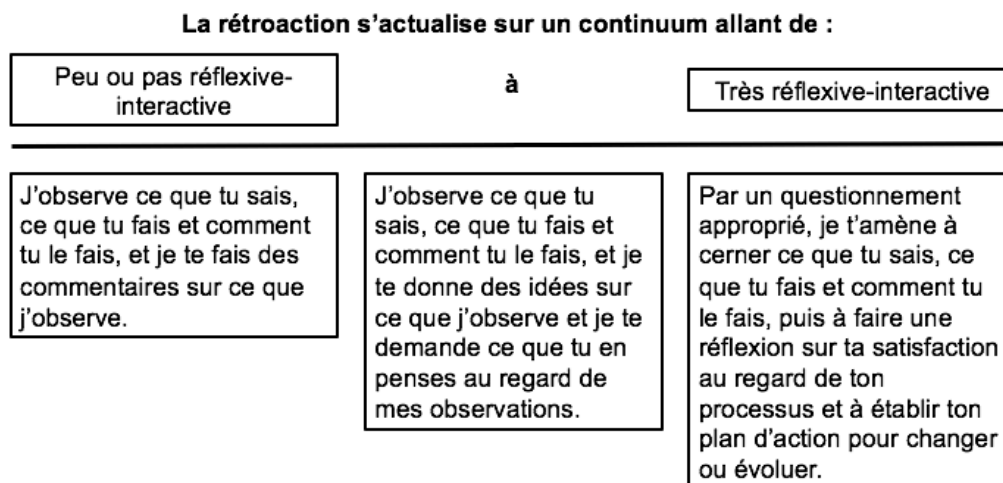 La rétroaction s’actualise sur un continuum allant de :
Peu ou pas réflexive-
interactive
à
Très réflexive-interactive
J’observe ce que tu sais,
ce que tu fais et comment
tu le fais, et je te fais des
commentaires sur ce que
j’observe.
J’observe ce que tu
sais, ce que tu fais et
comment tu le fais, et je
te donne des idées sur
ce que j’observe et je te
demande ce que tu en
penses au regard de
mes observations.
Par un questionnement
approprié, je t’amène à
cerner ce que tu sais, ce
que tu fais et comment tu
le fais, puis à faire une
réflexion sur ta satisfaction
au regard de ton
processus et à établir ton
plan d’action pour changer
ou évoluer.